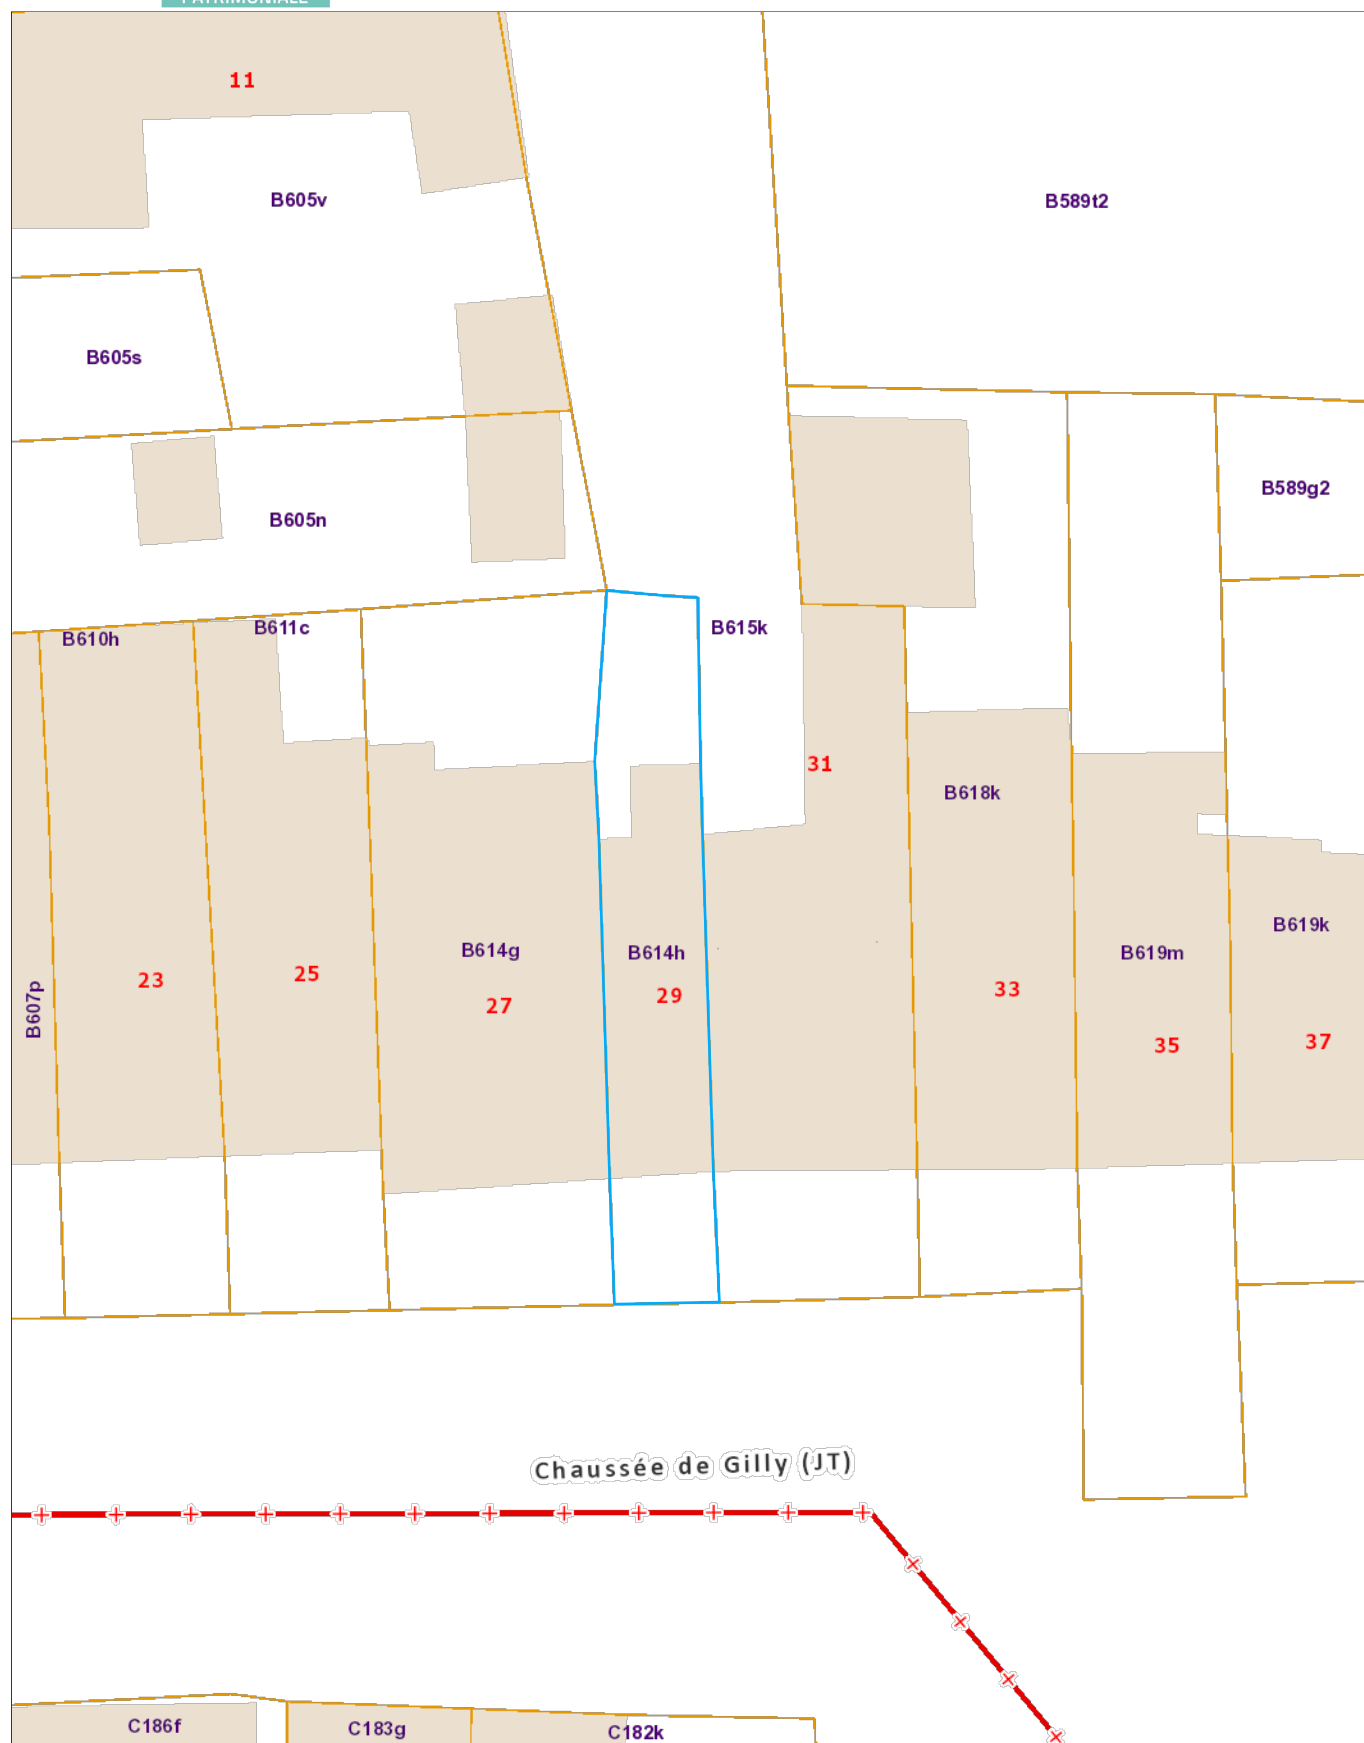 PATRIMONIALE
11
B605v
B589t2
B605s
B589g2
B605n
B610h
B611c
B615k
31
B618k
B614g
B614h
B619m
B619k
23
25
27
29
33
35
37
B607p
Chaussée de Gilly (JT)
C186f
C183g
C182k